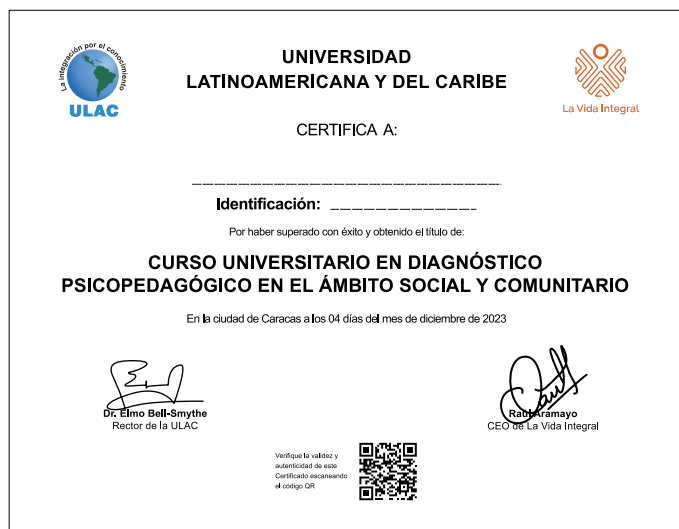 La integración por el conocimiento
ULAC
UNIVERSIDAD
LATINOAMERICANA Y DEL CARIBE
La Vida Integral
CERTIFICA A:
Identificación:
Por haber superado con éxito y obtenido el título de:
CURSO UNIVERSITARIO EN DIAGNÓSTICO
PSICOPEDAGÓGICO EN EL ÁMBITO SOCIAL Y COMUNITARIO
En la ciudad de Caracas a los 04 días del mes de diciembre de 2023
Dr. Elmo Bell-Smythe
Rector de la ULAC
Raúl Aramayo
CEO de La Vida Integral
Verifique la validez y
autenticidad de este
Certificado escaneando
el código QR